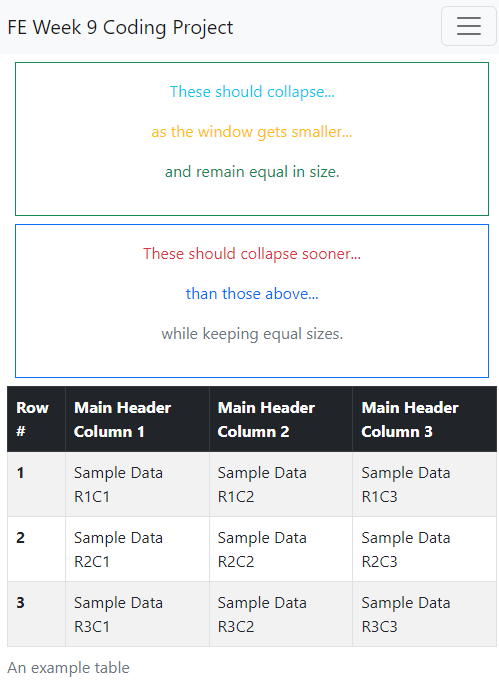 FE Week 9 Coding Project
These should collapse...
as the window gets smaller...
and remain equal in size.
These should collapse sooner...
than those above...
while keeping equal sizes.
Row # Main Header Column 1 Main Header Column 2 Main Header Column 3
1 Sample Data R1C1 Sample Data R1C2 Sample Data R1C3
2 Sample Data R2C1 Sample Data R2C2 Sample Data R2C3
3 Sample Data R3C1 Sample Data R3C2 Sample Data R3C3
An example table